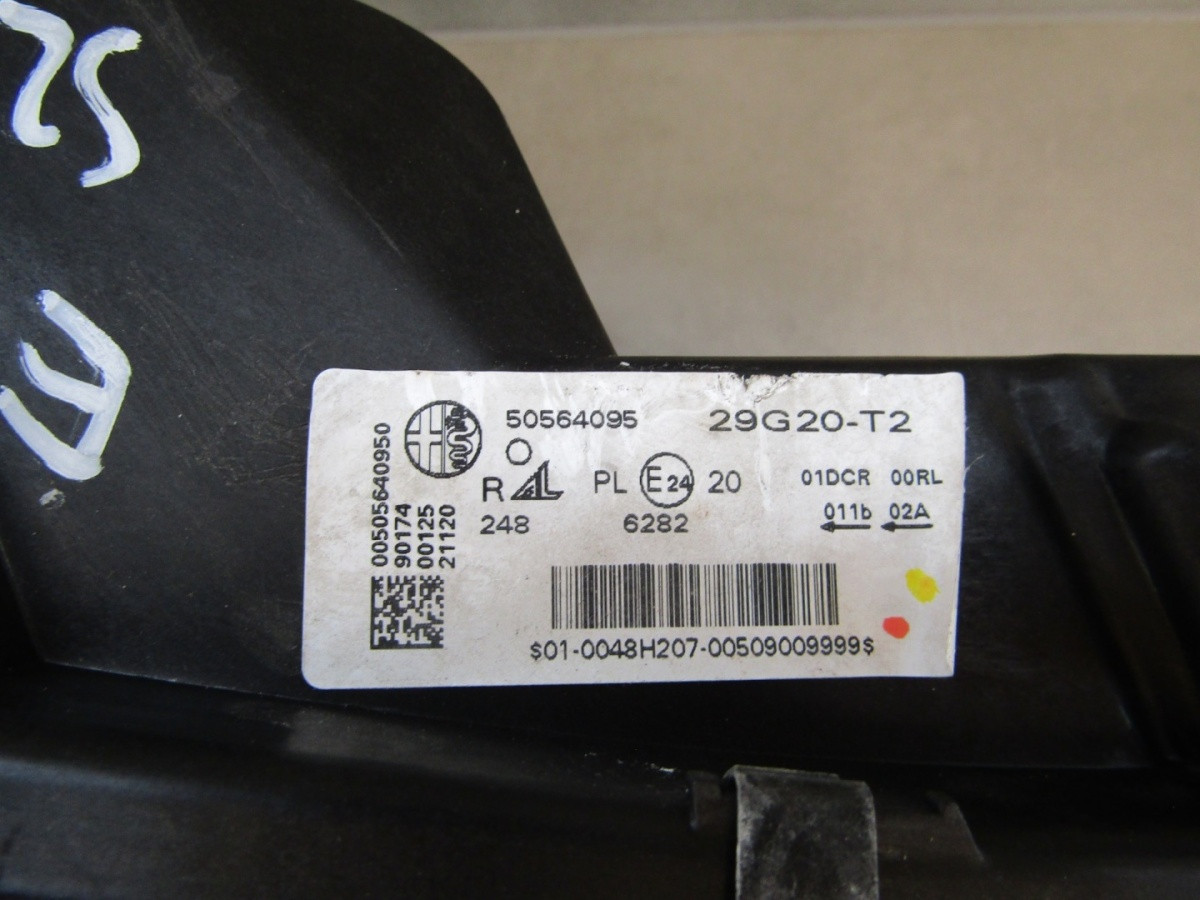 50564095 29G20-T2
R AL PL E24 20 01DCR 00RL
248 6282 011b 02A
00505640950
90174
00125
21120
$01-0048H207-00509009999$